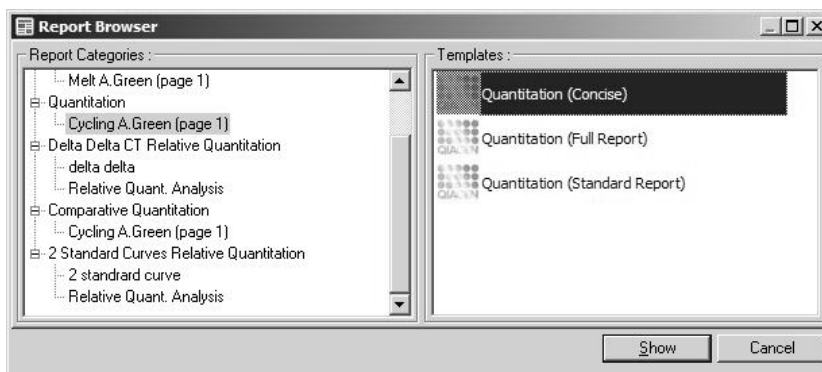 Report Browser
Report Categories :
Melt A.Green (page 1)
Quantitation
Cycling A.Green (page 1)
Delta Delta CT Relative Quantitation
delta delta
Relative Quant. Analysis
Comparative Quantitation
Cycling A.Green (page 1)
2 Standard Curves Relative Quantitation
2 standrard curve
Relative Quant. Analysis
Templates :
Quantitation (Concise)
QIAGEN Quantitation (Full Report)
QIAGEN Quantitation (Standard Report)
Show Cancel